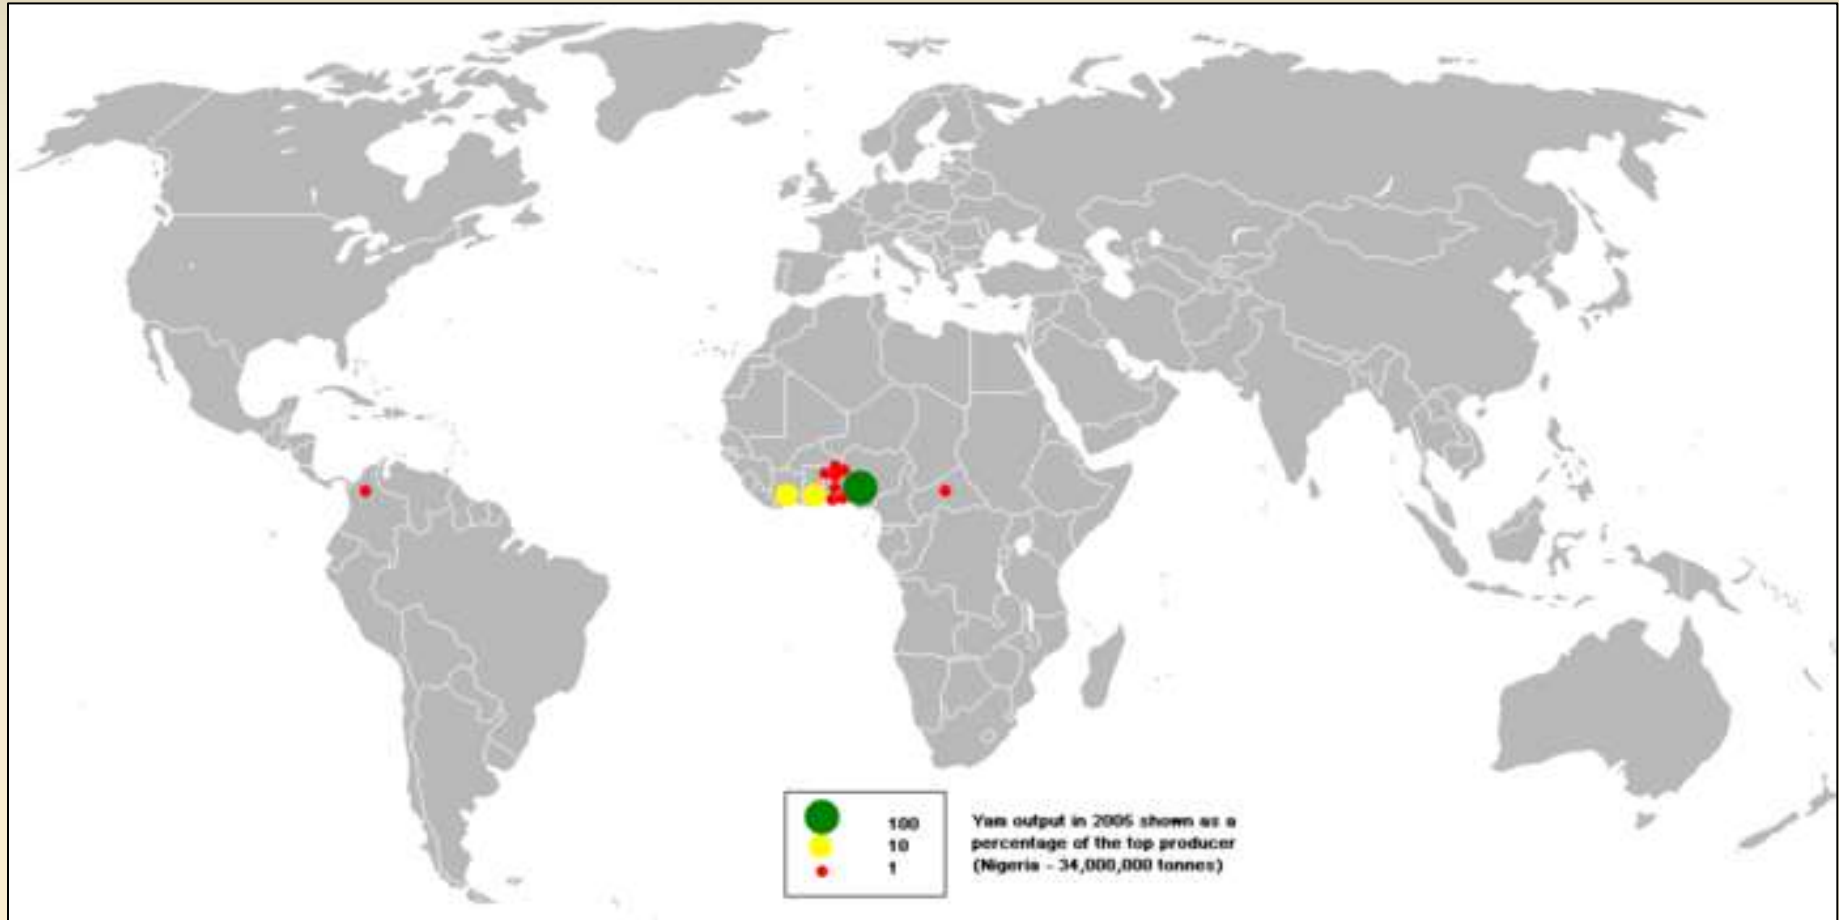 100
10
1
Yam output in 2005 shown as a
percentage of the top producer
(Nigeria - 34,000,000 tonnes)